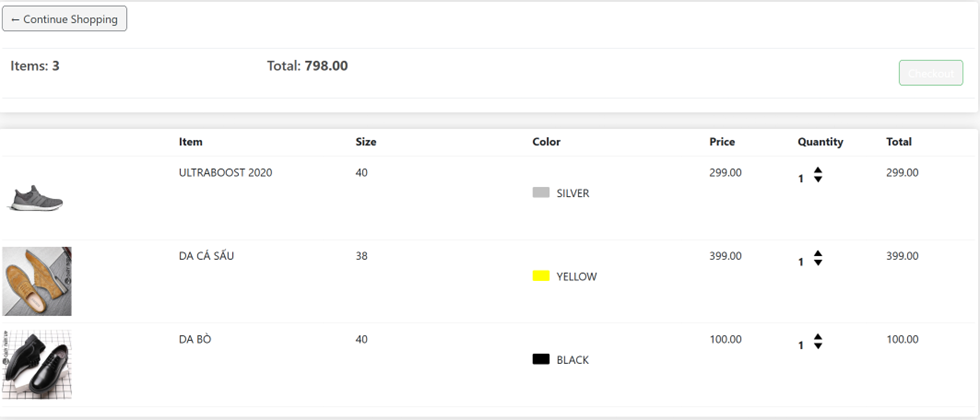 ← Continue Shopping
Items: 3 Total: 798.00 Checkout
Item Size Color Price Quantity Total
ULTRABOOST 2020 40 SILVER 299.00 1 299.00
DA CÁ SẤU 38 YELLOW 399.00 1 399.00
DA BÒ 40 BLACK 100.00 1 100.00